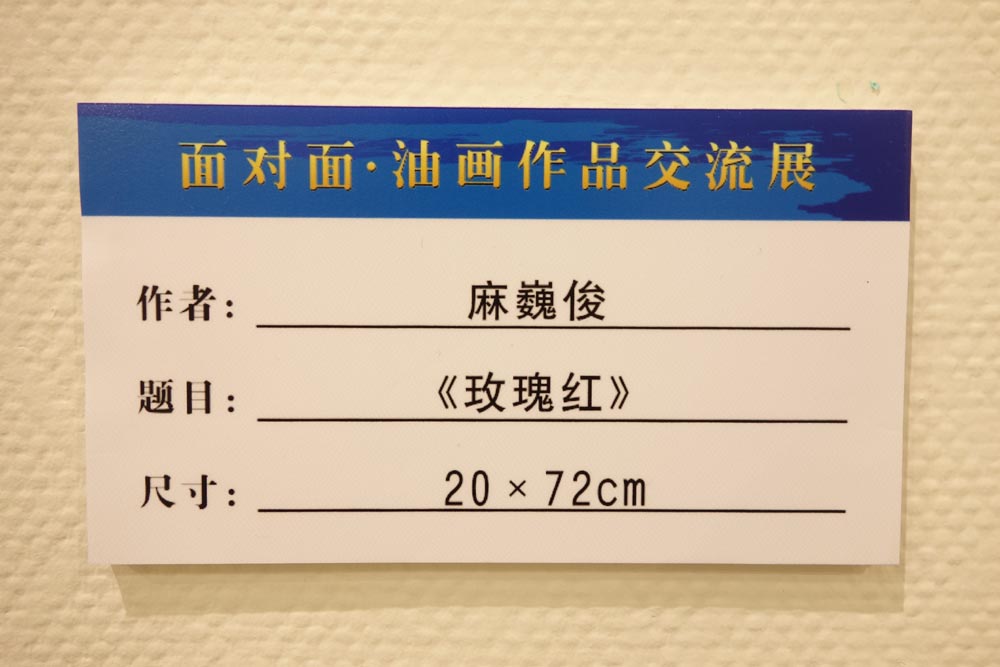 面对面·油画作品交流展
作者： 麻巍俊
题目： 《玫瑰红》
尺寸： 20×72cm